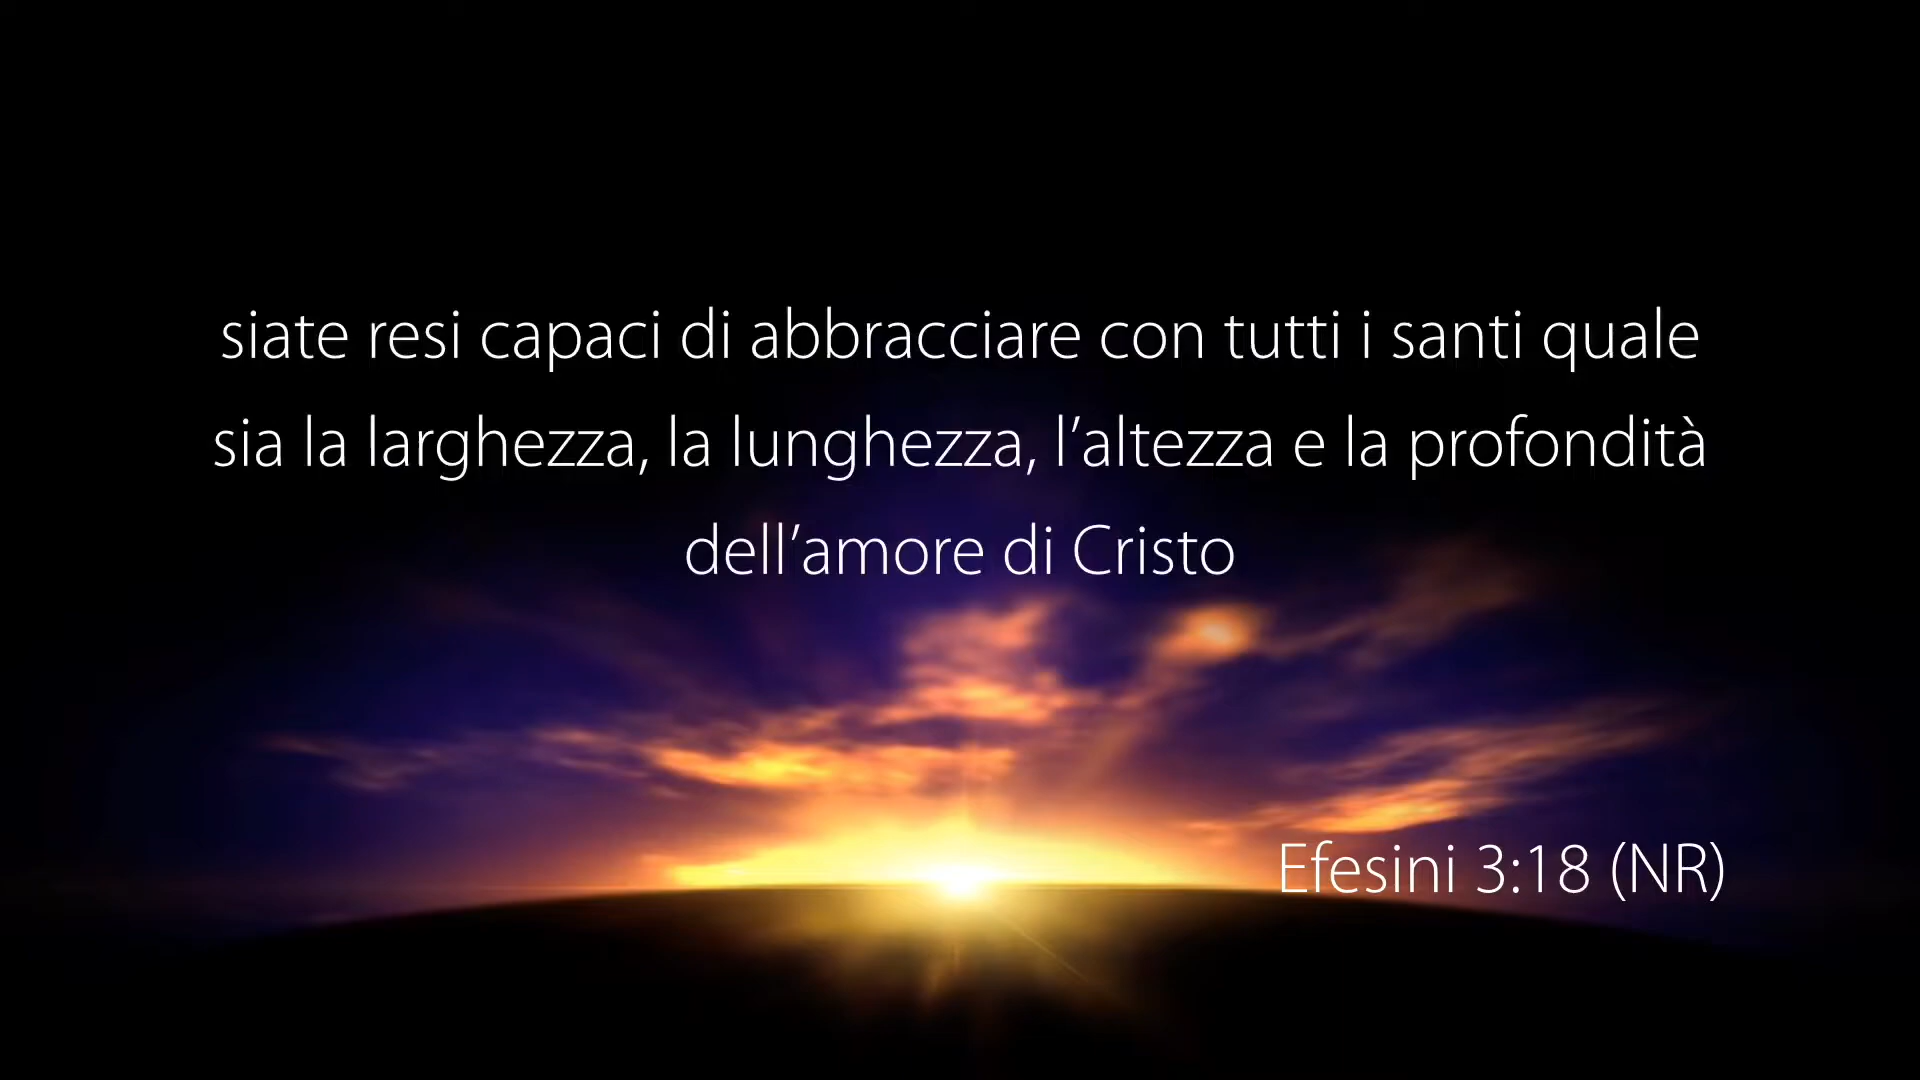 siate resi capaci di abbracciare con tutti i santi quale
sia la larghezza, la lunghezza, l’altezza e la profondità
dell’amore di Cristo
Efesini 3:18 (NR)